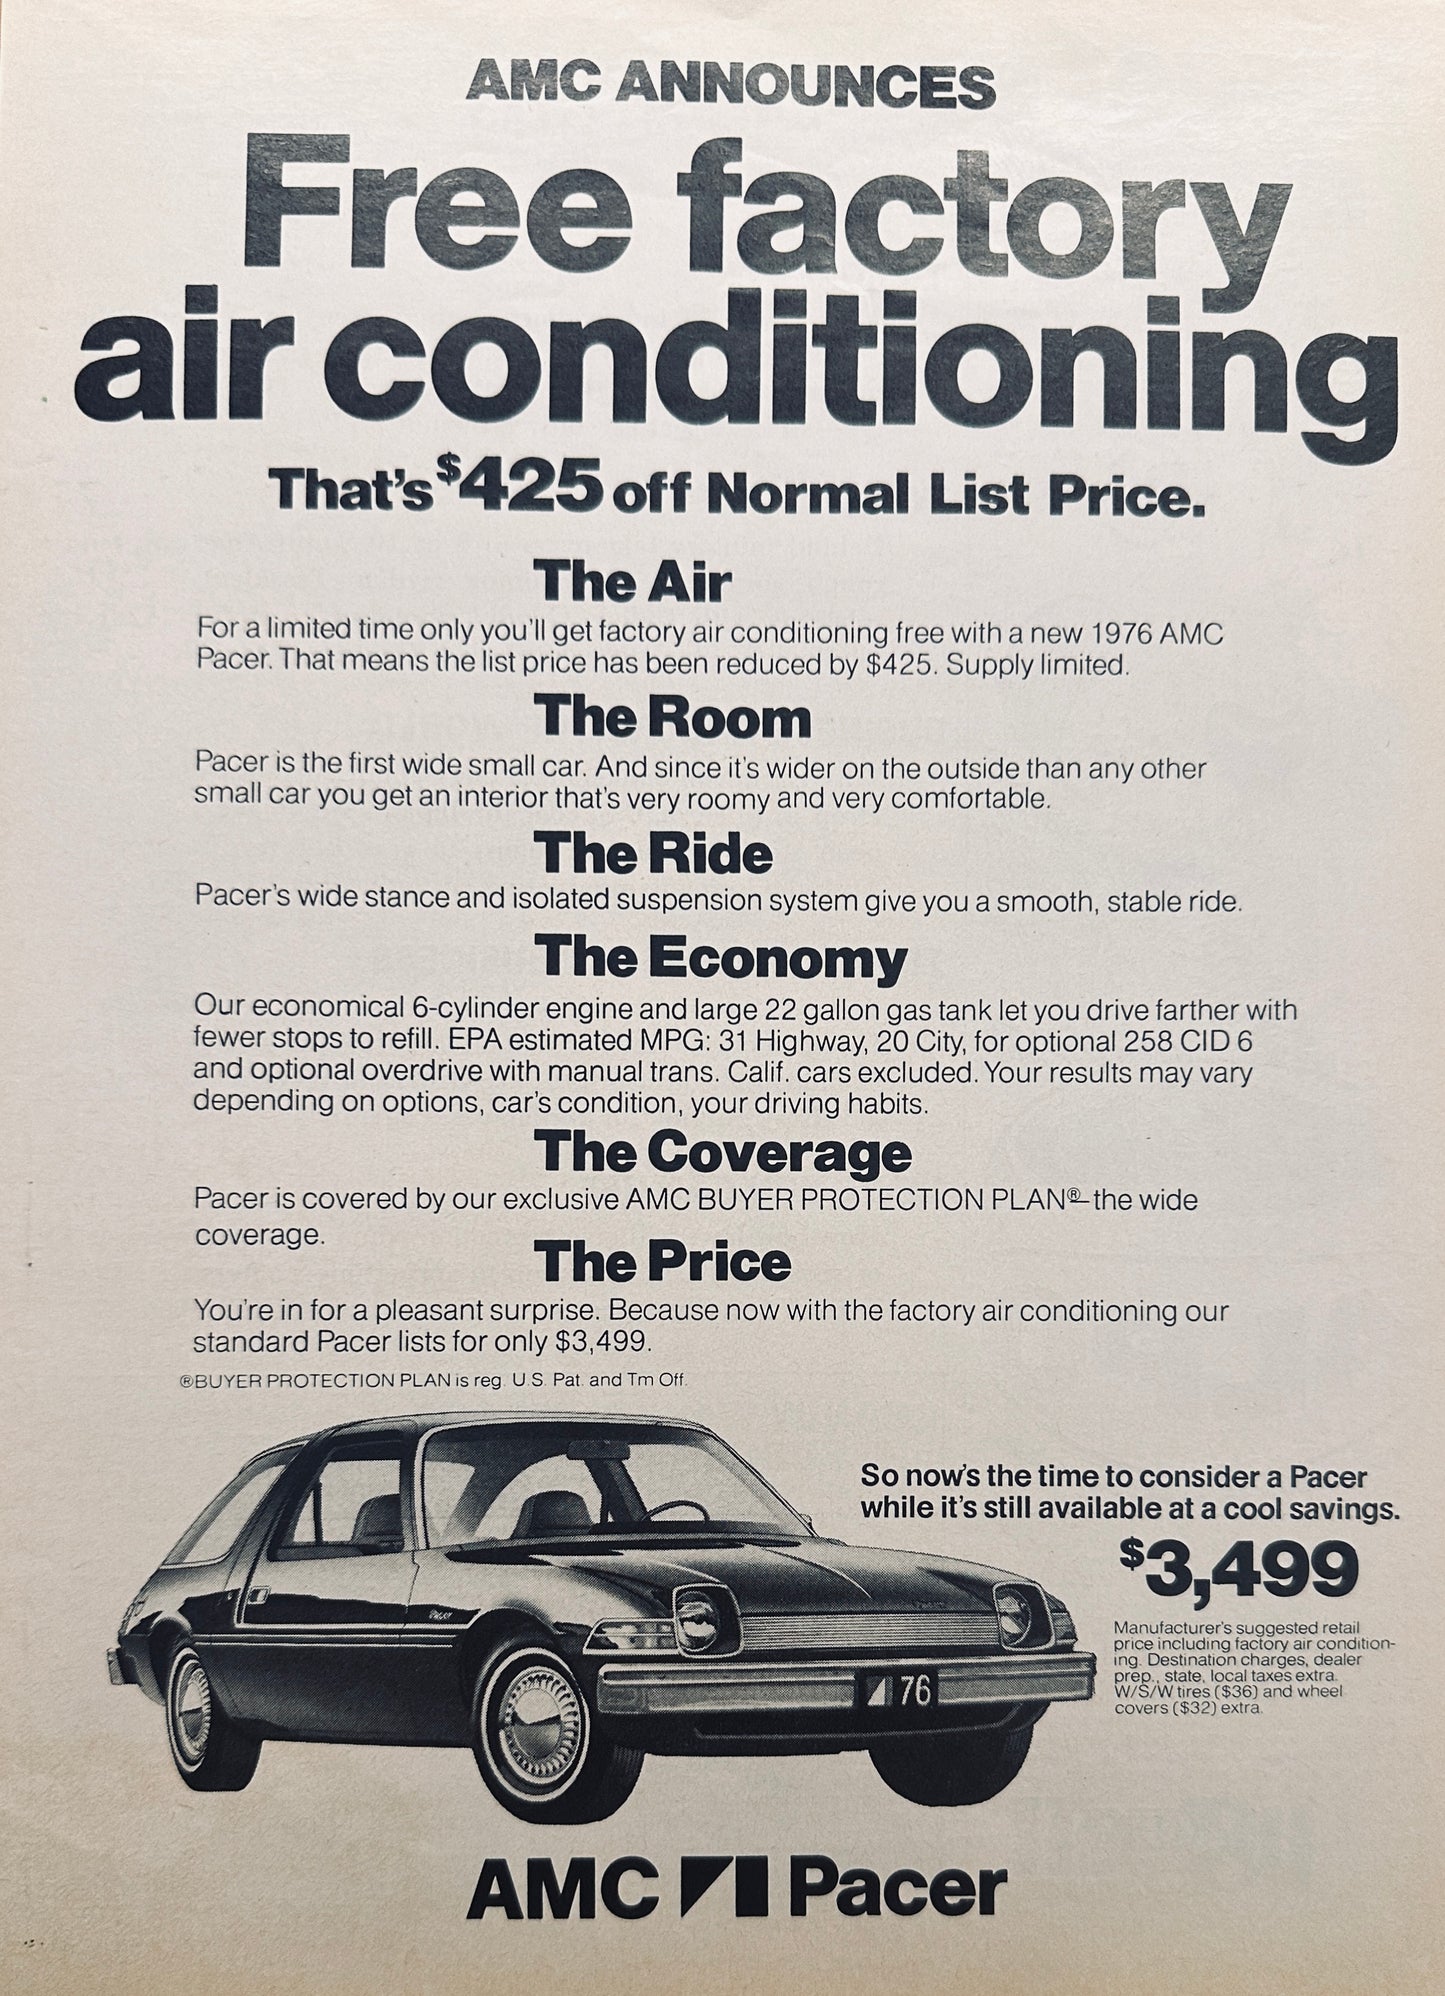 AMC ANNOUNCES
Free factory
air conditioning
That's $425 off Normal List Price.
The Air
For a limited time only you'll get factory air conditioning free with a new 1976 AMC
Pacer. That means the list price has been reduced by $425. Supply limited.
The Room
Pacer is the first wide small car. And since it's wider on the outside than any other
small car you get an interior that's very roomy and very comfortable.
The Ride
Pacer's wide stance and isolated suspension system give you a smooth, stable ride.
The Economy
Our economical 6-cylinder engine and large 22 gallon gas tank let you drive farther with
fewer stops to refill. EPA estimated MPG: 31 Highway, 20 City, for optional 258 CID 6
and optional overdrive with manual trans. Calif. cars excluded. Your results may vary
depending on options, car's condition, your driving habits.
The Coverage
Pacer is covered by our exclusive AMC BUYER PROTECTION PLAN®–the wide
coverage.
The Price
You're in for a pleasant surprise. Because now with the factory air conditioning our
standard Pacer lists for only $3,499.
®BUYER PROTECTION PLAN is reg. U.S. Pat. and Tm Off.
So now's the time to consider a Pacer
while it's still available at a cool savings.
$3,499
Manufacturer's suggested retail
price including factory air condition-
ing. Destination charges, dealer
prep., state, local taxes extra.
W/S/W tires ($36) and wheel
covers ($32) extra.
76
AMC Pacer